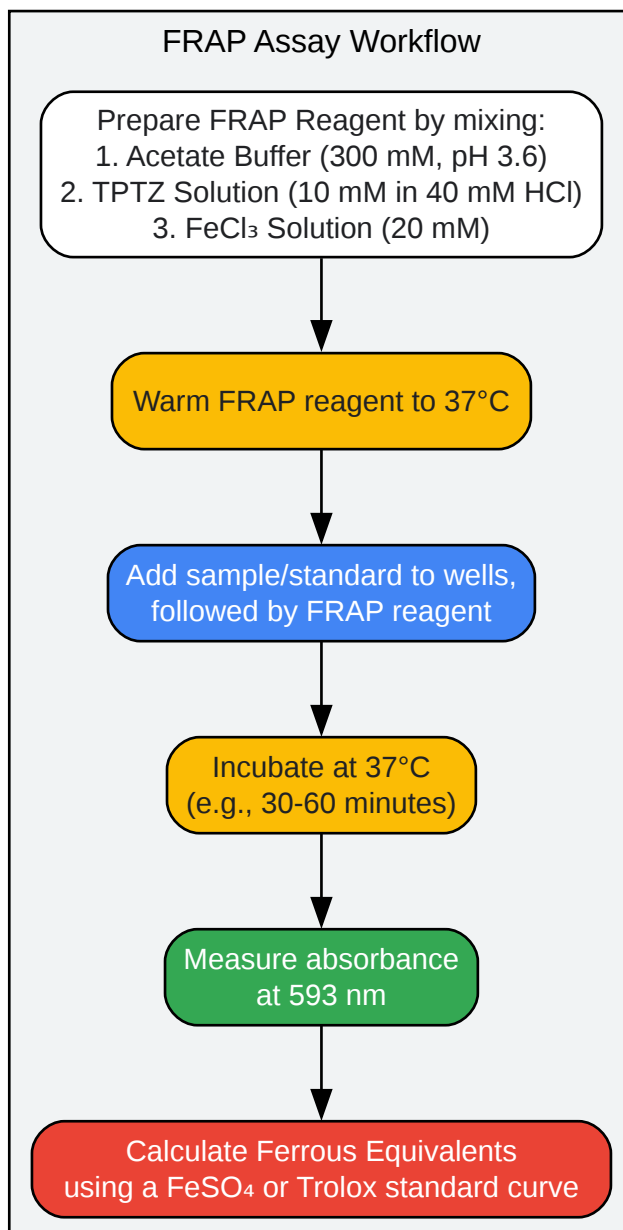 FRAP Assay Workflow
Prepare FRAP Reagent by mixing:
1. Acetate Buffer (300 mM, pH 3.6)
2. TPTZ Solution (10 mM in 40 mM HCl)
3. FeCl₃ Solution (20 mM)
Warm FRAP reagent to 37°C
Add sample/standard to wells,
followed by FRAP reagent
Incubate at 37°C
(e.g., 30-60 minutes)
Measure absorbance
at 593 nm
Calculate Ferrous Equivalents
using a FeSO₄ or Trolox standard curve